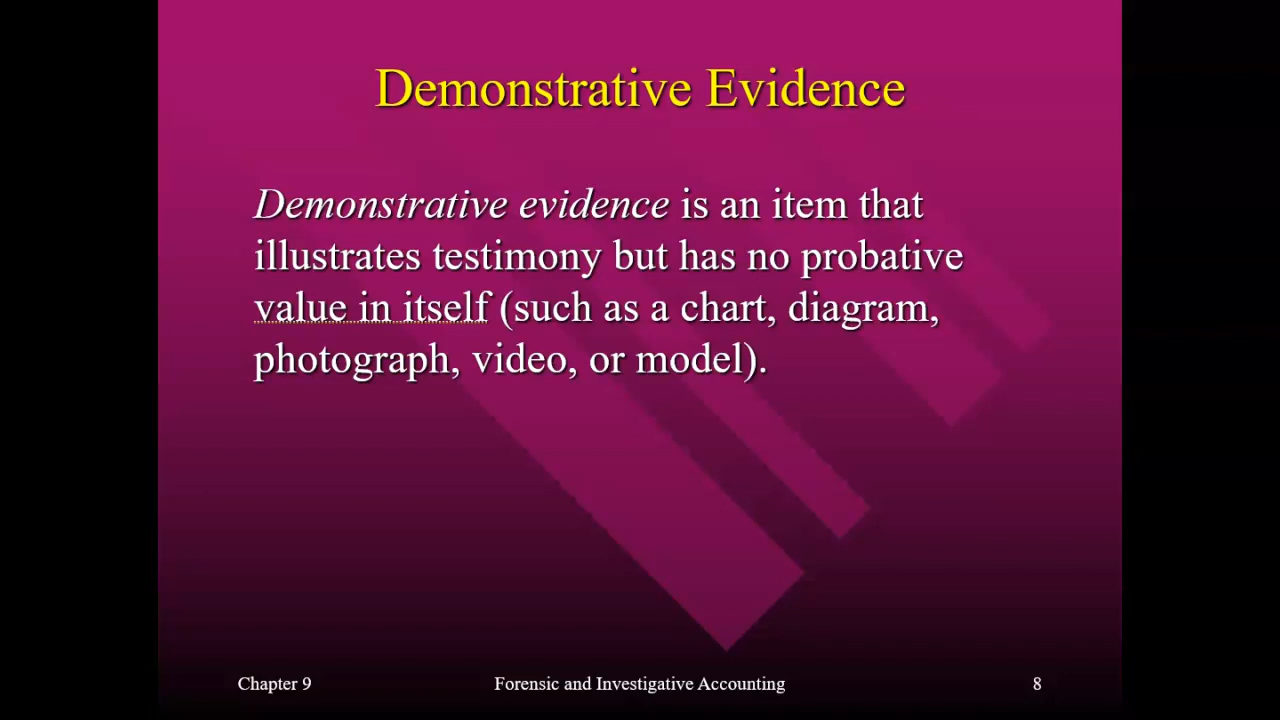 Demonstrative Evidence
Demonstrative evidence is an item that
illustrates testimony but has no probative
value in itself (such as a chart, diagram,
photograph, video, or model).
Chapter 9
Forensic and Investigative Accounting
8